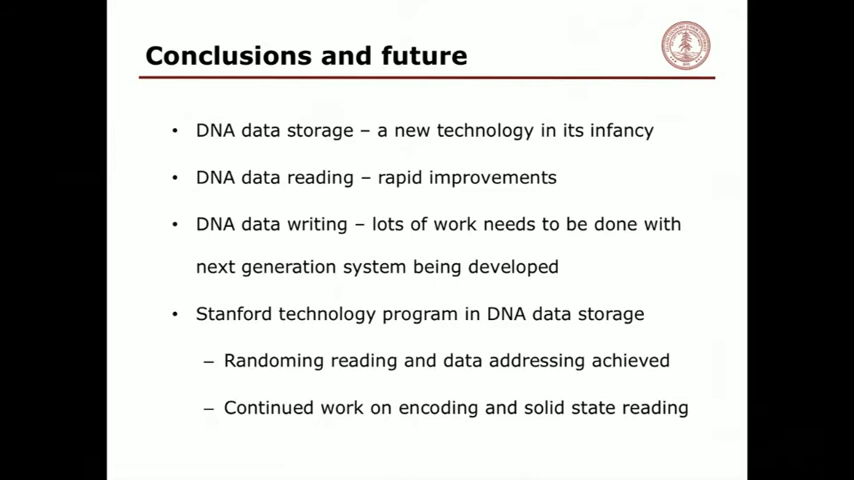 Conclusions and future
• DNA data storage – a new technology in its infancy
• DNA data reading – rapid improvements
• DNA data writing – lots of work needs to be done with
next generation system being developed
• Stanford technology program in DNA data storage
– Randoming reading and data addressing achieved
– Continued work on encoding and solid state reading